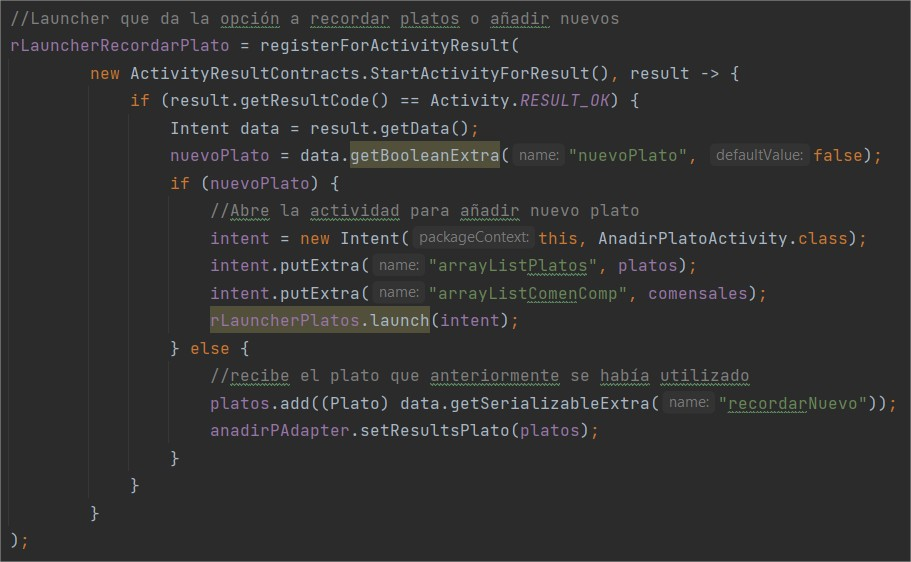 //Launcher que da la opción a recordar platos o añadir nuevos
rLauncherRecordarPlato = registerForActivityResult(
new ActivityResultContracts.StartActivityForResult(), result -> {
if (result.getResultCode() == Activity.RESULT_OK) {
Intent data = result.getData();
nuevoPlato = data.getBooleanExtra( name: "nuevoPlato", defaultValue: false);
if (nuevoPlato) {
//Abre la actividad para añadir nuevo plato
intent = new Intent( packageContext: this, AnadirPlatoActivity.class);
intent.putExtra( name: "arrayListPlatos", platos);
intent.putExtra( name: "arrayListComenComp", comensales);
rLauncherPlatos.launch(intent);
} else {
//recibe el plato que anteriormente se había utilizado
platos.add((Plato) data.getSerializableExtra( name: "recordarNuevo"));
anadirPAdapter.setResultsPlato(platos);
}
}
}
);